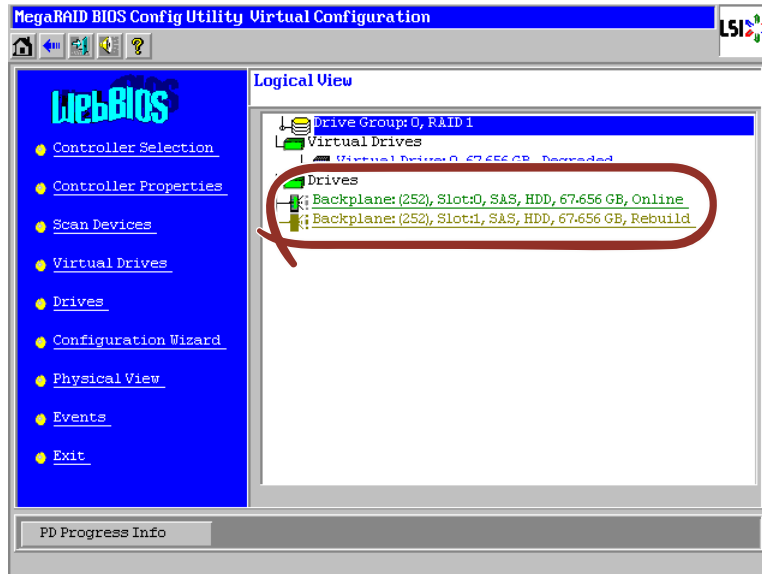 MegaRAID BIOS Config Utility Virtual Configuration
LSI
WebBIOS
Controller Selection
Controller Properties
Scan Devices
Virtual Drives
Drives
Configuration Wizard
Physical View
Events
Exit
Logical View
Drive Group: 0, RAID 1
Virtual Drives
Virtual Drive: 0, 67.656 GB, Degraded
Drives
Backplane: (252), Slot:0, SAS, HDD, 67.656 GB, Online
Backplane: (252), Slot:1, SAS, HDD, 67.656 GB, Rebuild
PD Progress Info